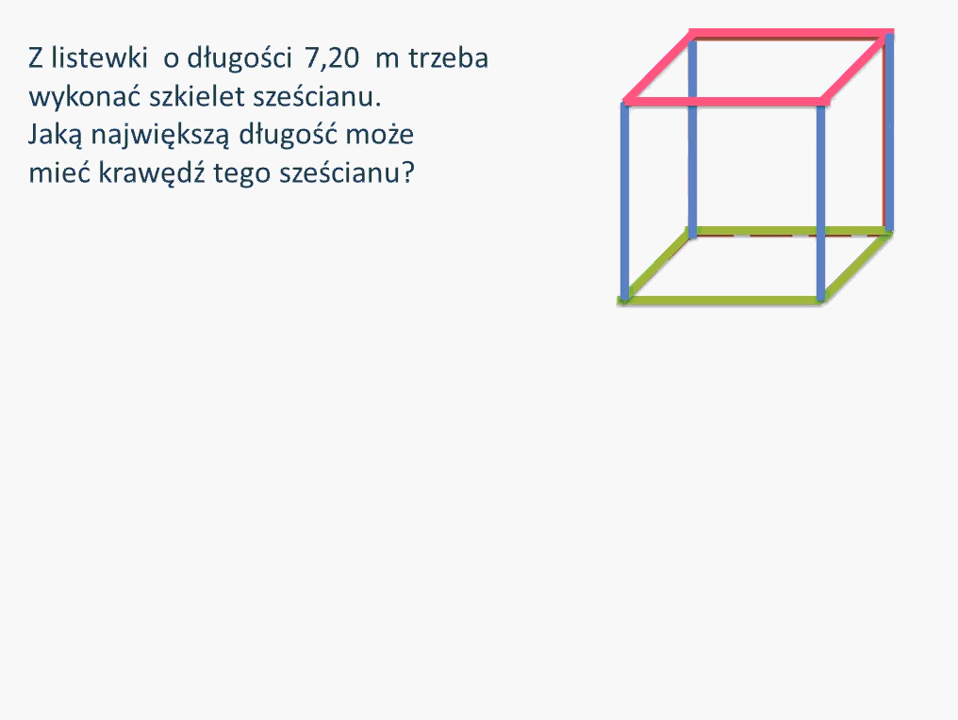 Z listewki o długości 7,20 m trzeba
wykonać szkielet sześcianu.
Jaką największą długość może
mieć krawędź tego sześcianu?